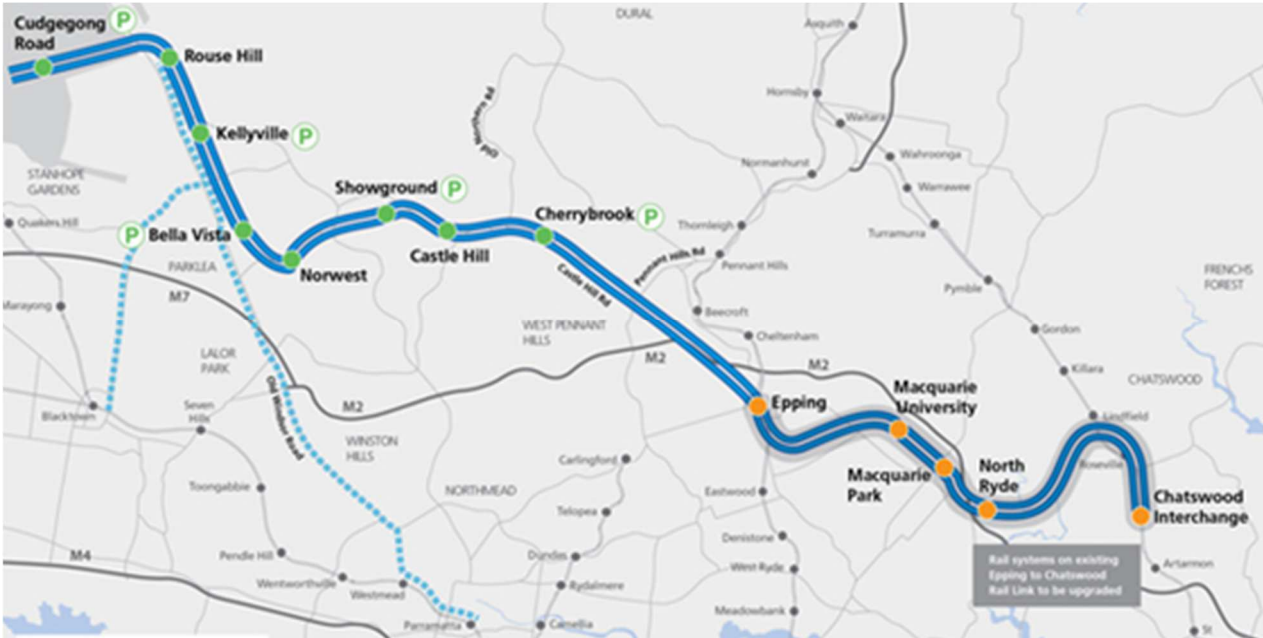 DURAL
Asquith
Cudgegong
Road
P
Rouse Hill
Hornsby
Old Northern Rd
Waitara
Kellyville
P
Wahroonga
Normanhurst
STANHOPE
GARDENS
Warrawee
Showground
P
Quakers Hill
Cherrybrook
P
Thornleigh
Turramurra
P
Bella Vista
Castle Hill
Pennant Hills Rd
Pennant Hills
PARKLEA
Norwest
Castle Hill Rd
FRENCHS
FOREST
Pymble
M7
Marayong
Beecroft
WEST PENNANT
HILLS
Gordon
Cheltenham
LALOR
PARK
M2
M2
Killara
CHATSWOOD
Old Windsor Road
Macquarie
University
Epping
M2
Blacktown
Seven
Hills
Lindfield
WINSTON
HILLS
Carlingford
Roseville
Macquarie
Park
North
Ryde
Toongabbie
NORTHMEAD
Eastwood
Chatswood
Interchange
Telopea
Denistone
M4
Pendle Hill
Dundas
Rail systems on existing
Epping to Chatswood
Rail Link to be upgraded
Artarmon
West Ryde
Wentworthville
Westmead
Rydalmere
Meadowbank
Parramatta
Camellia
St